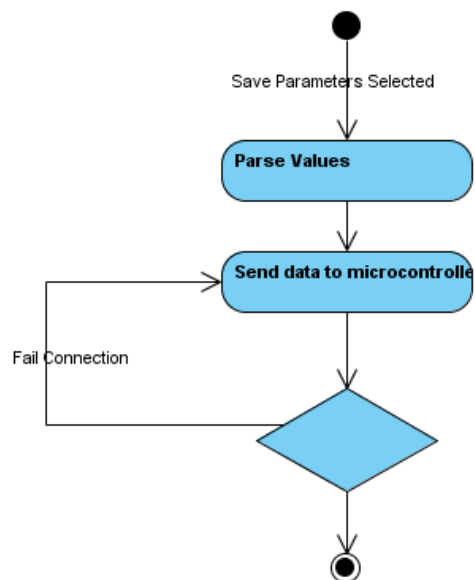 Save Parameters Selected
Parse Values
Send data to microcontrolle
Fail Connection